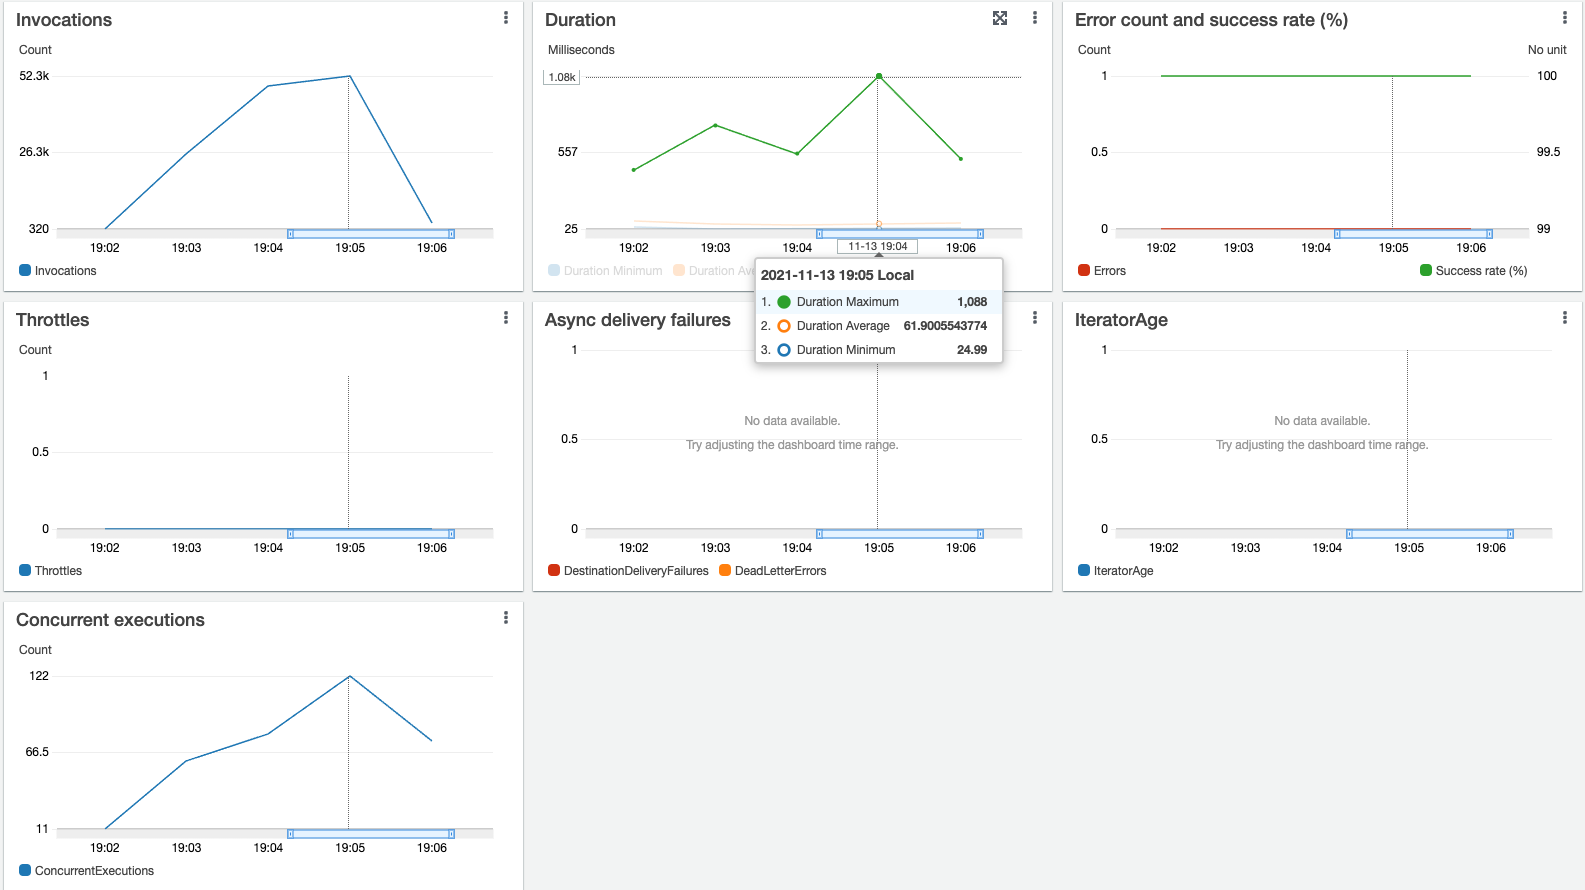 Invocations
Count
52.3k
26.3k
320
19:02 19:03 19:04 19:05 19:06
Invocations
Duration
Milliseconds
1.08k
557
25
19:02 19:03 19:04 11-13 19:04 19:06
Duration Minimum Duration Ave
2021-11-13 19:05 Local
1. Duration Maximum 1,088
2. Duration Average 61.9005543774
3. Duration Minimum 24.99
Error count and success rate (%)
Count No unit
1 100
0.5 99.5
0 99
19:02 19:03 19:04 19:05 19:06
Errors Success rate (%)
Throttles
Count
1
0.5
0
19:02 19:03 19:04 19:05 19:06
Throttles
Async delivery failures
1
No data available.
0.5
Try adjusting the dashboard time range.
0
19:02 19:03 19:04 19:05 19:06
DestinationDeliveryFailures DeadLetterErrors
IteratorAge
1
No data available.
0.5
Try adjusting the dashboard time range.
0
19:02 19:03 19:04 19:05 19:06
IteratorAge
Concurrent executions
Count
122
66.5
11
19:02 19:03 19:04 19:05 19:06
ConcurrentExecutions